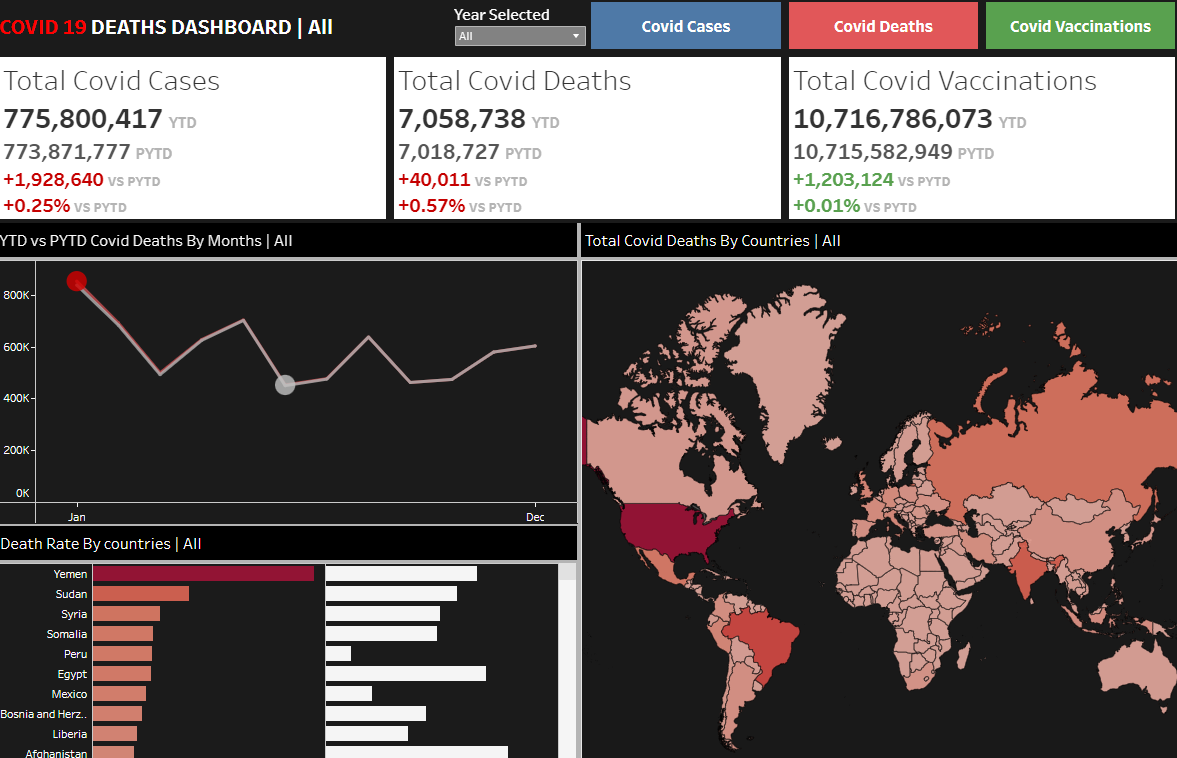 COVID 19 DEATHS DASHBOARD | All
Year Selected
All
Covid Cases
Covid Deaths
Covid Vaccinations
Total Covid Cases
775,800,417 YTD
773,871,777 PYTD
+1,928,640 VS PYTD
+0.25% VS PYTD
Total Covid Deaths
7,058,738 YTD
7,018,727 PYTD
+40,011 VS PYTD
+0.57% VS PYTD
Total Covid Vaccinations
10,716,786,073 YTD
10,715,582,949 PYTD
+1,203,124 VS PYTD
+0.01% VS PYTD
YTD vs PYTD Covid Deaths By Months | All
800K
600K
400K
200K
0K
Jan
Dec
Total Covid Deaths By Countries | All
Death Rate By countries | All
Yemen
Sudan
Syria
Somalia
Peru
Egypt
Mexico
Bosnia and Herz..
Liberia
Afghanistan